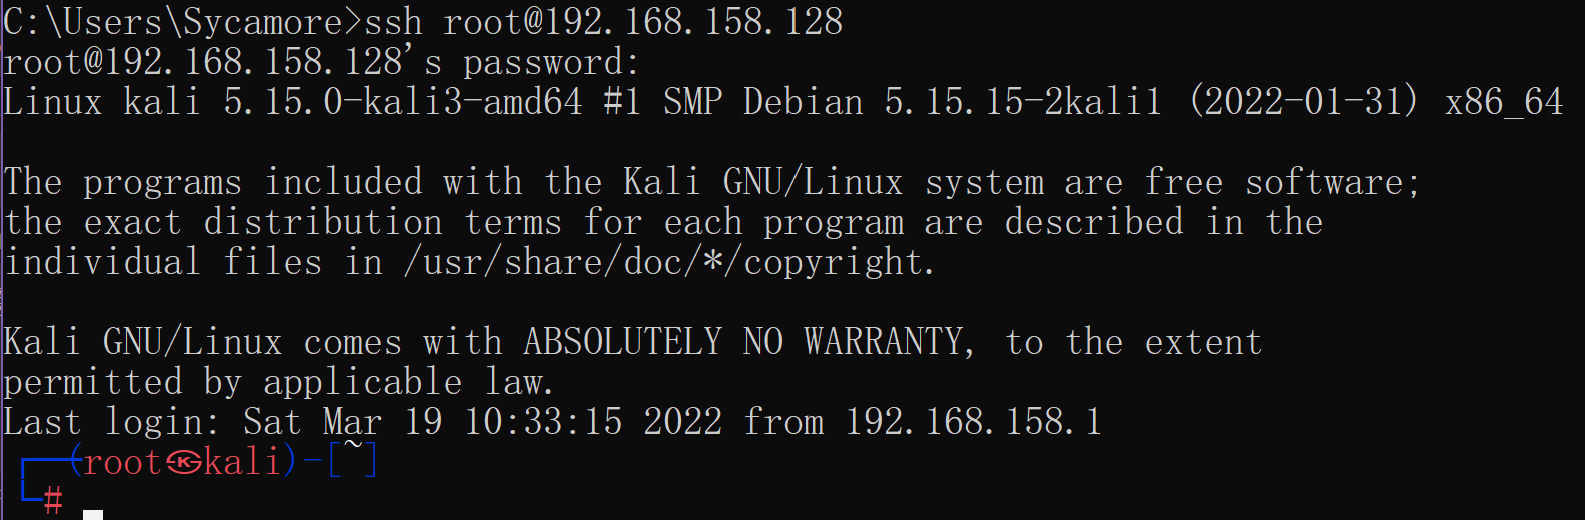 C:\Users\Sycamore>ssh root@192.168.158.128
root@192.168.158.128's password:
Linux kali 5.15.0-kali3-amd64 #1 SMP Debian 5.15.15-2kali1 (2022-01-31) x86_64
The programs included with the Kali GNU/Linux system are free software;
the exact distribution terms for each program are described in the
individual files in /usr/share/doc/*/copyright.
Kali GNU/Linux comes with ABSOLUTELY NO WARRANTY, to the extent
permitted by applicable law.
Last login: Sat Mar 19 10:33:15 2022 from 192.168.158.1
┌──(root㉿kali)-[~]
└─#